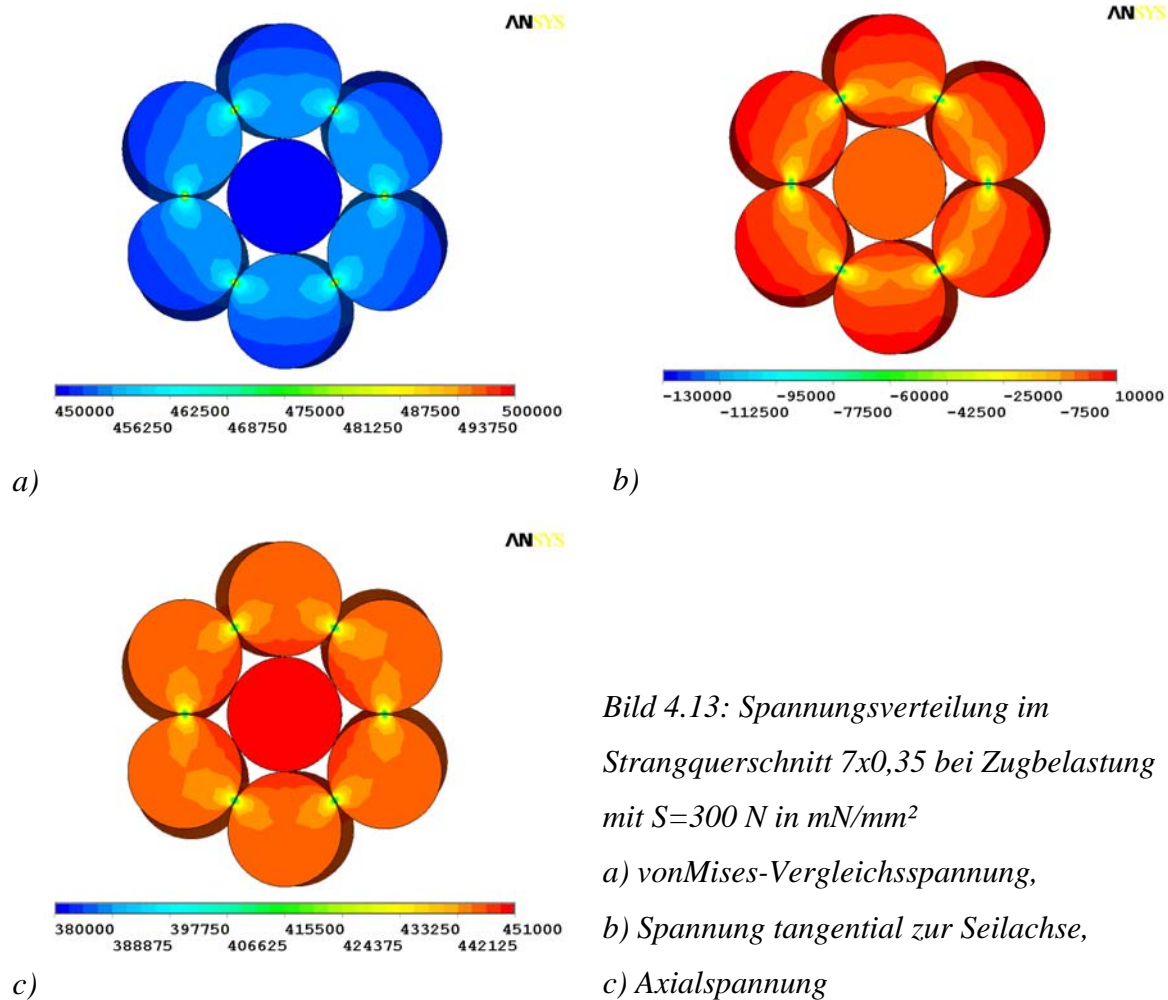 ANSYS
450000 462500 475000 487500 500000
456250 468750 481250 493750
a)
ANSYS
-130000 -95000 -60000 -25000 10000
-112500 -77500 -42500 -7500
b)
ANSYS
380000 397750 415500 433250 451000
388875 406625 424375 442125
c)
Bild 4.13: Spannungsverteilung im
Strangquerschnitt 7x0,35 bei Zugbelastung
mit S=300 N in mN/mm²
a) vonMises-Vergleichsspannung,
b) Spannung tangential zur Seilachse,
c) Axialspannung